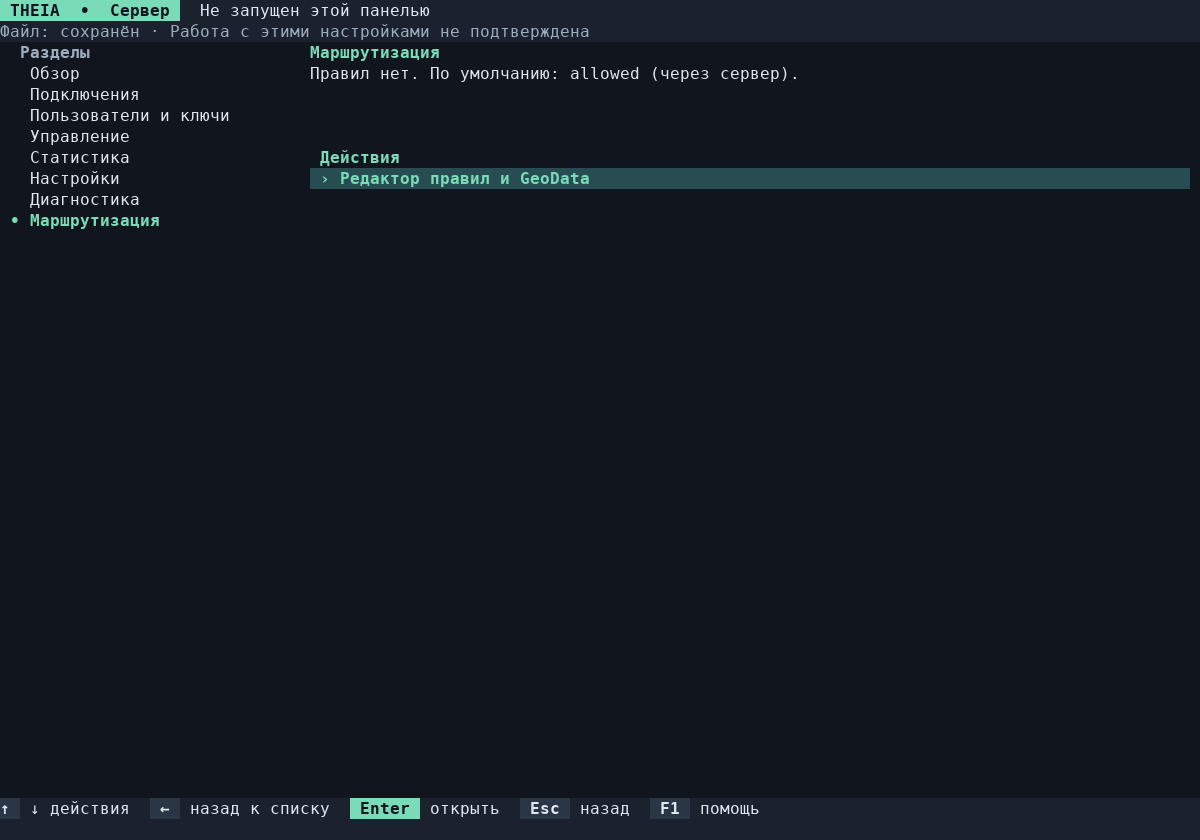 THEIA • Сервер Не запущен этой панелью
Файл: сохранён · Работа с этими настройками не подтверждена
Разделы
Обзор
Подключения
Пользователи и ключи
Управление
Статистика
Настройки
Диагностика
• Маршрутизация
Маршрутизация
Правил нет. По умолчанию: allowed (через сервер).
Действия
› Редактор правил и GeoData
↑ ↓ действия ← назад к списку Enter открыть Esc назад F1 помощь